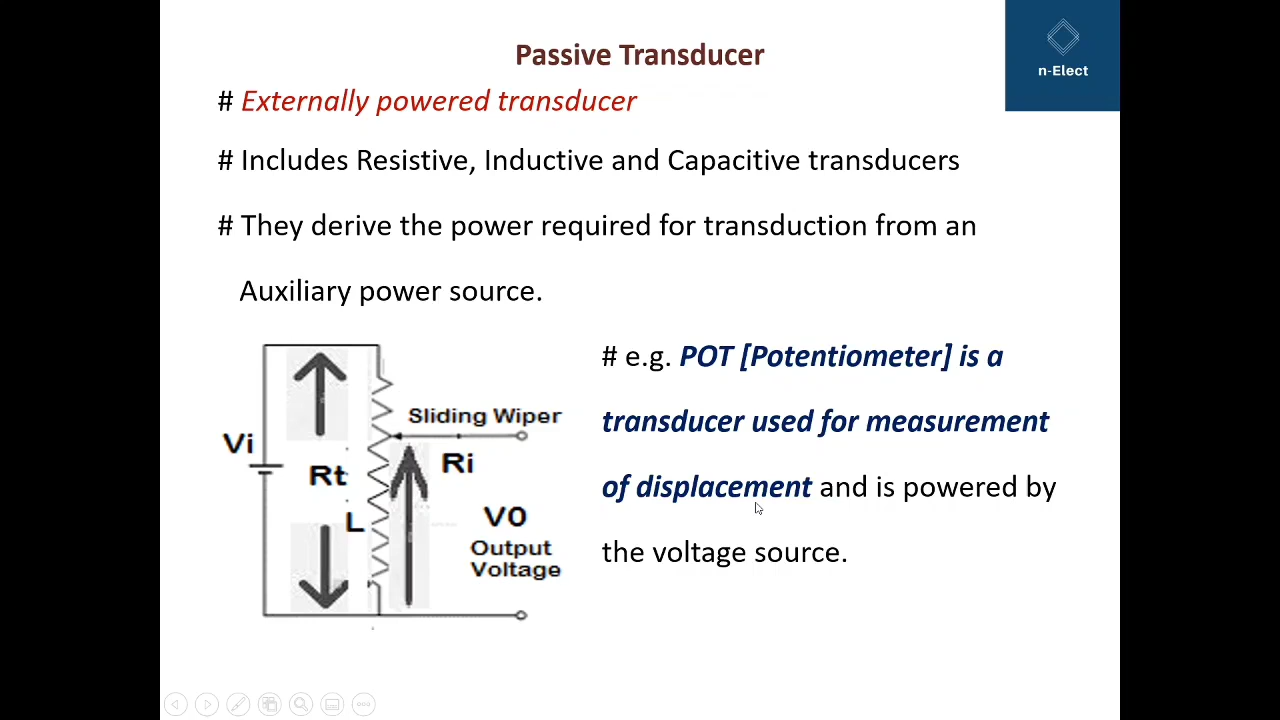 Passive Transducer
n-Elect
# Externally powered transducer
# Includes Resistive, Inductive and Capacitive transducers
# They derive the power required for transduction from an
Auxiliary power source.
# e.g. POT [Potentiometer] is a
transducer used for measurement
of displacement and is powered by
the voltage source.
Sliding Wiper
Vi
Ri
Rt
L
V0
Output
Voltage